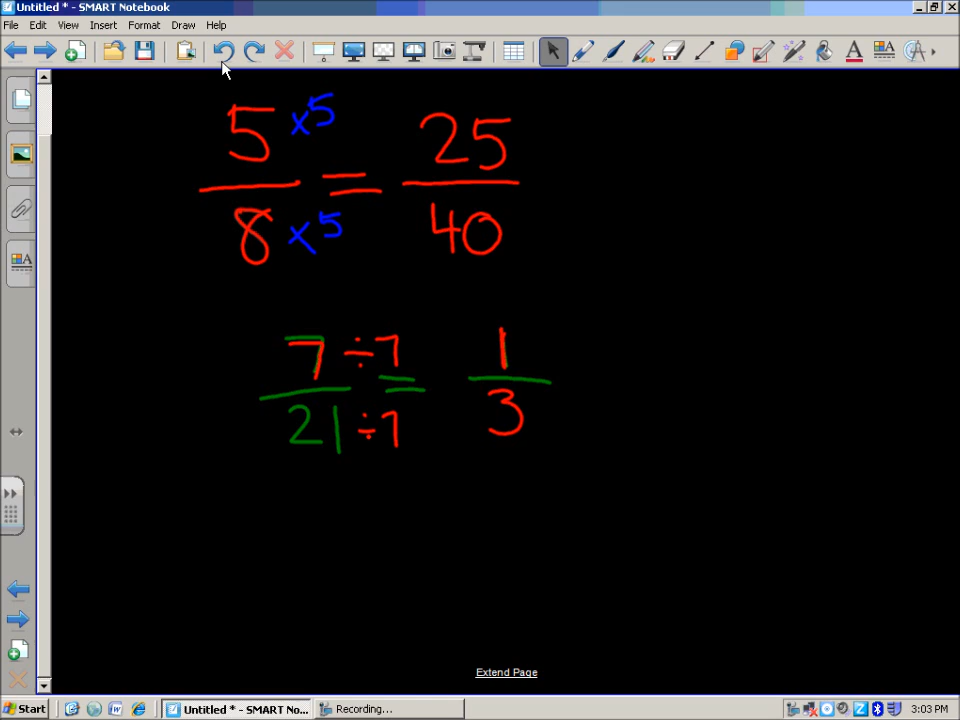 Untitled * - SMART Notebook
File Edit View Insert Format Draw Help
5 x5 = 25
8 x5 40
7 ÷7 = 1
21 ÷7 3
Extend Page
Start Untitled * - SMART No... Recording... 3:03 PM